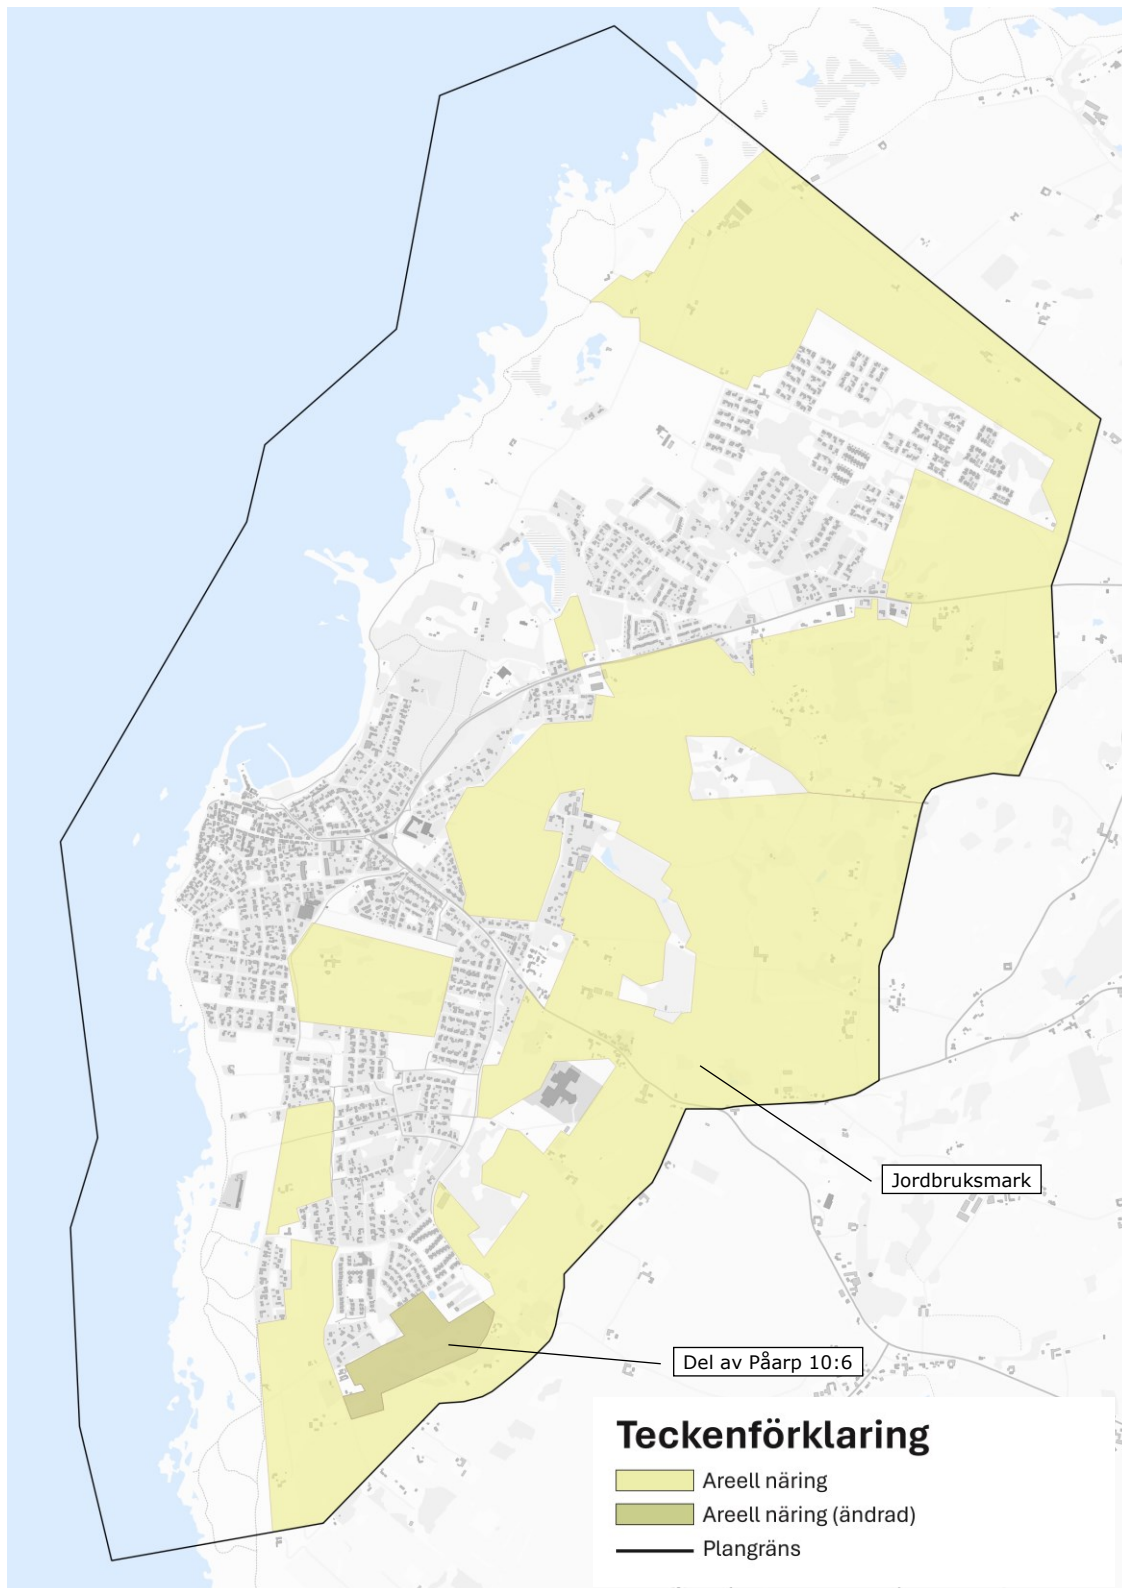 Jordbruksmark
Del av Påarp 10:6
Teckenförklaring
Areell näring
Areell näring (ändrad)
Plangräns